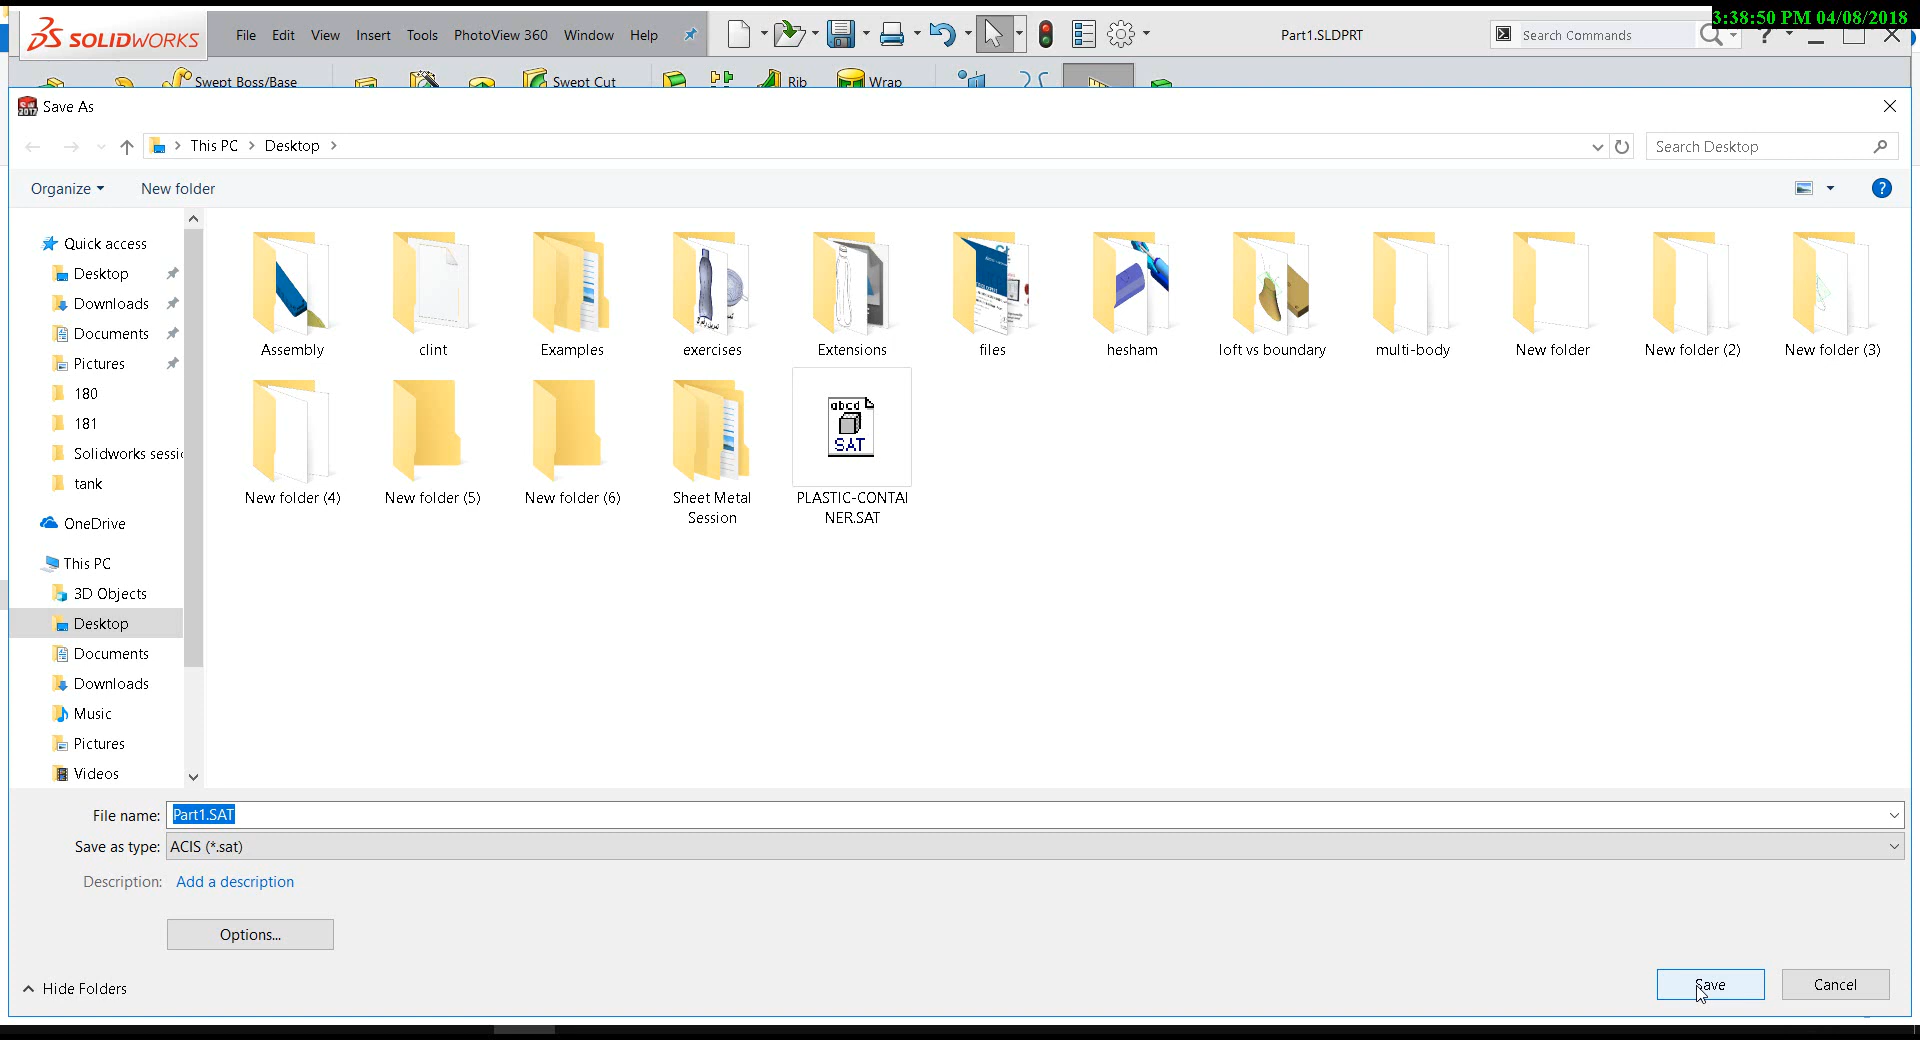 3:38:50 PM 04/08/2018
SOLIDWORKS File Edit View Insert Tools PhotoView 360 Window Help Part1.SLDPRT Search Commands ?
Swept Boss/Base Swept Cut Rib Wrap
Save As
This PC > Desktop >
Search Desktop
Organize New folder
?
Quick access
Desktop
Downloads
Documents
Pictures
180
181
Solidworks sessi
tank
OneDrive
This PC
3D Objects
Desktop
Documents
Downloads
Music
Pictures
Videos
Assembly clint Examples exercises Extensions files hesham loft vs boundary multi-body New folder New folder (2) New folder (3)
abcd
SAT
New folder (4) New folder (5) New folder (6) Sheet Metal Session PLASTIC-CONTAINER.SAT
File name: Part1.SAT
Save as type: ACIS (*.sat)
Description: Add a description
Options...
Hide Folders
Save Cancel